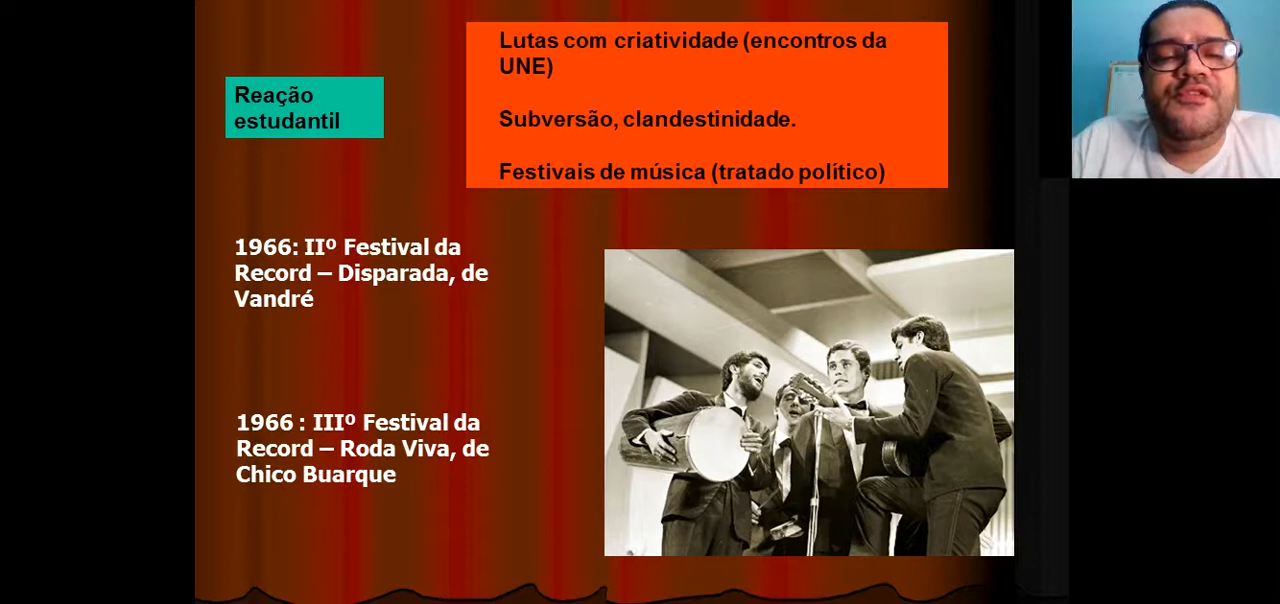 Reação
estudantil
Lutas com criatividade (encontros da
UNE)
Subversão, clandestinidade.
Festivais de música (tratado político)
1966: IIº Festival da
Record – Disparada, de
Vandré
1966 : IIIº Festival da
Record – Roda Viva, de
Chico Buarque